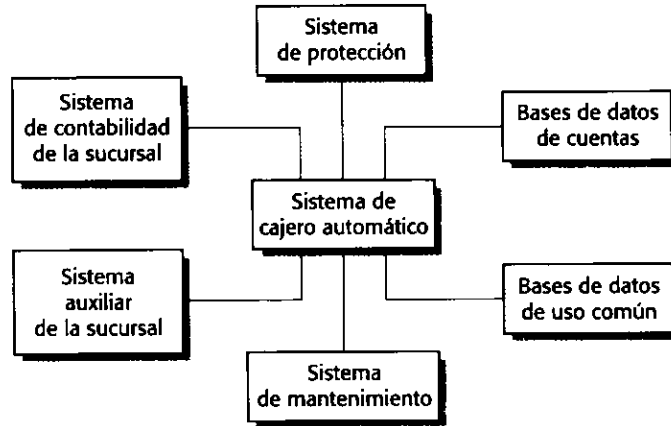 Sistema
de protección
Sistema
de contabilidad
de la sucursal
Bases de datos
de cuentas
Sistema de
cajero automático
Sistema
auxiliar
de la sucursal
Bases de datos
de uso común
Sistema
de mantenimiento